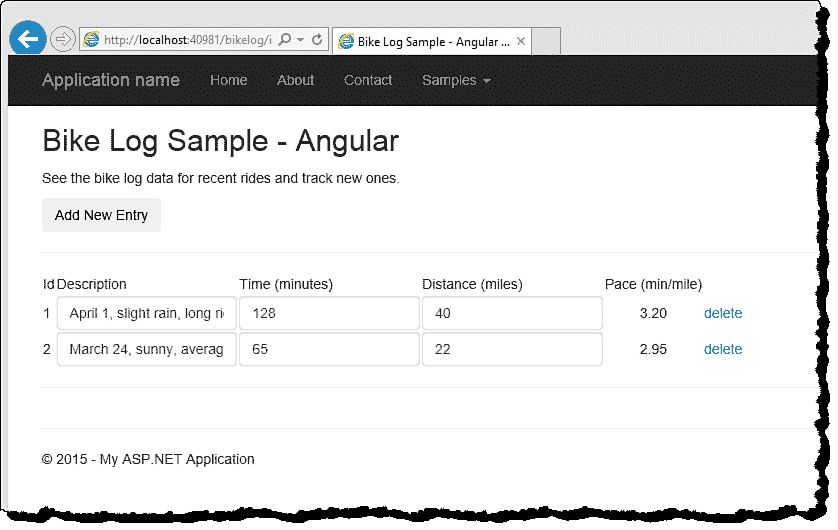 http://localhost:40981/bikelog/i
Bike Log Sample - Angular ...
Application name Home About Contact Samples
Bike Log Sample - Angular
See the bike log data for recent rides and track new ones.
Add New Entry
Id Description Time (minutes) Distance (miles) Pace (min/mile)
1 April 1, slight rain, long ri 128 40 3.20 delete
2 March 24, sunny, averag 65 22 2.95 delete
© 2015 - My ASP.NET Application